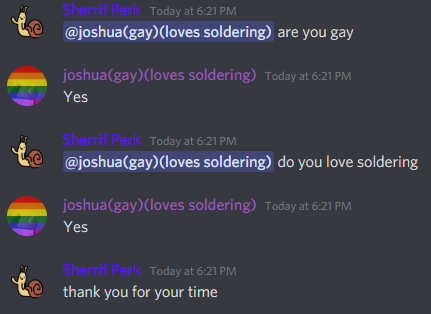 Sherrif Perk Today at 6:21 PM
@joshua(gay)(loves soldering) are you gay
joshua(gay)(loves soldering) Today at 6:21 PM
Yes
Sherrif Perk Today at 6:21 PM
@joshua(gay)(loves soldering) do you love soldering
joshua(gay)(loves soldering) Today at 6:21 PM
Yes
Sherrif Perk Today at 6:21 PM
thank you for your time